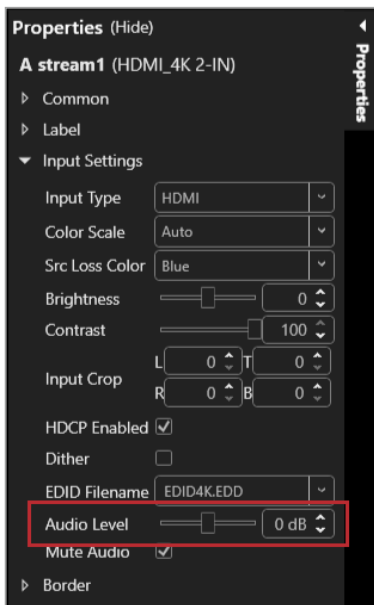 Properties (Hide)
Properties
A stream1 (HDMI_4K 2-IN)
Common
Label
Input Settings
Input Type HDMI
Color Scale Auto
Src Loss Color Blue
Brightness 0
Contrast 100
L 0 T 0
Input Crop
R 0 B 0
HDCP Enabled
Dither
EDID Filename EDID4K.EDD
Audio Level 0 dB
Mute Audio
Border